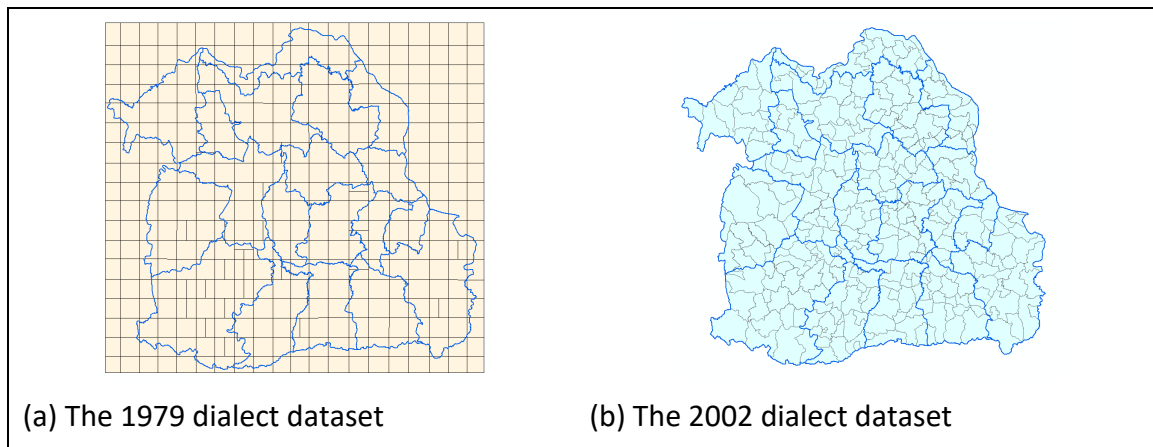 (a) The 1979 dialect dataset
(b) The 2002 dialect dataset